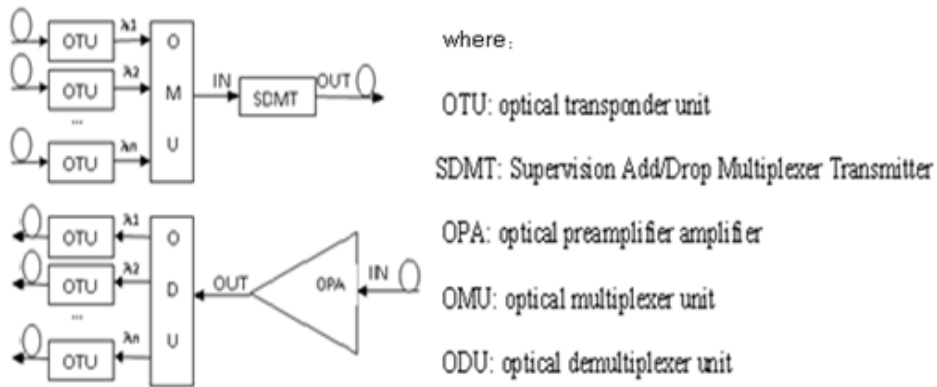 OTU λ1
OTU λ2
...
OTU λn
O
M
U
IN SDMT OUT
OTU λ1
OTU λ2
...
OTU λn
O
D
U
OUT OPA IN
where:
OTU: optical transponder unit
SDMT: Supervision Add/Drop Multiplexer Transmitter
OPA: optical preamplifier amplifier
OMU: optical multiplexer unit
ODU: optical demultiplexer unit